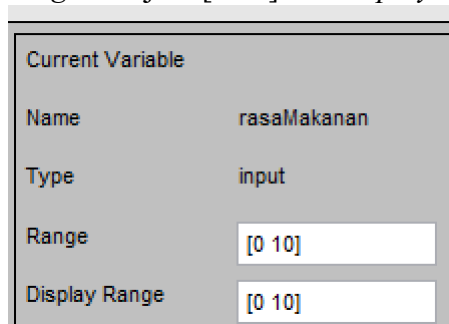 Current Variable
Name rasaMakanan
Type input
Range [0 10]
Display Range [0 10]